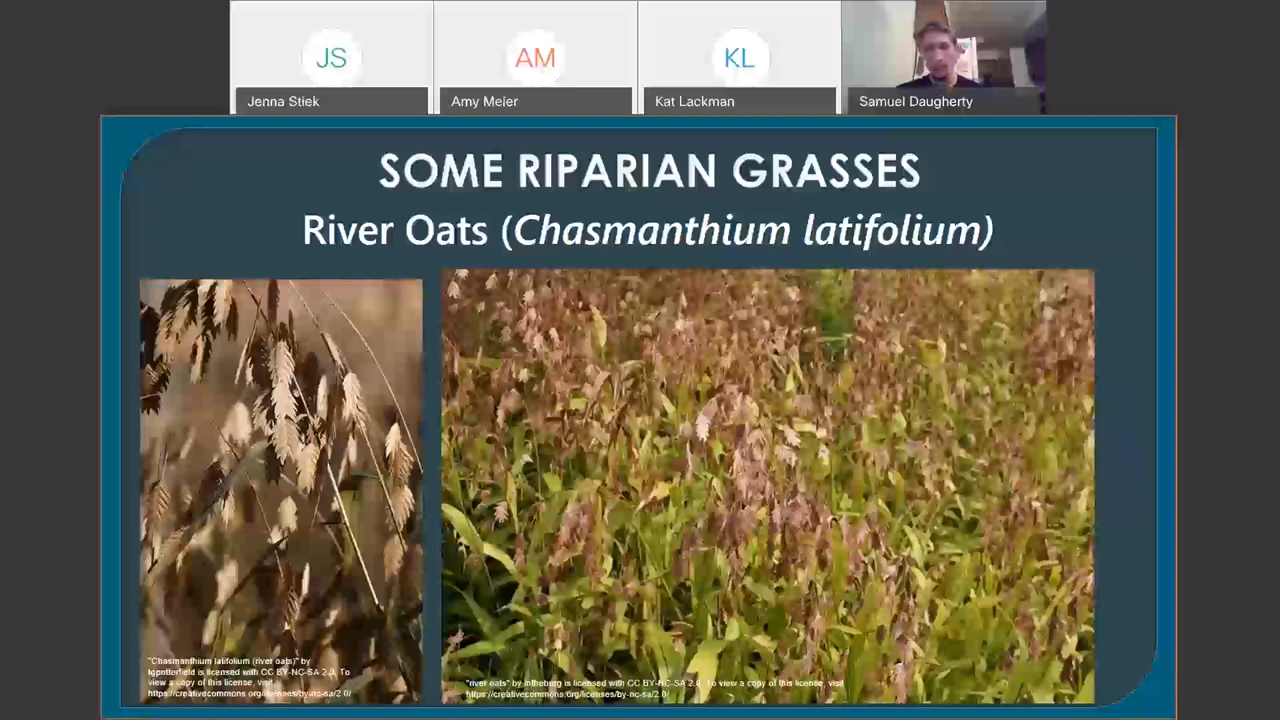 JS
AM
KL
Jenna Stiek
Amy Meier
Kat Lackman
Samuel Daugherty
SOME RIPARIAN GRASSES
River Oats (Chasmanthium latifolium)
"Chasmanthium latifolium (river oats)" by
tgpotterfield is licensed with CC BY-NC-SA 2.0. To
view a copy of this license, visit
https://creativecommons.org/licenses/by-nc-sa/2.0/
"river oats" by is licensed with CC BY-NC-SA 2.0. To view a copy of this license, visit
https://creativecommons.org/licenses/by-nc-sa/2.0/